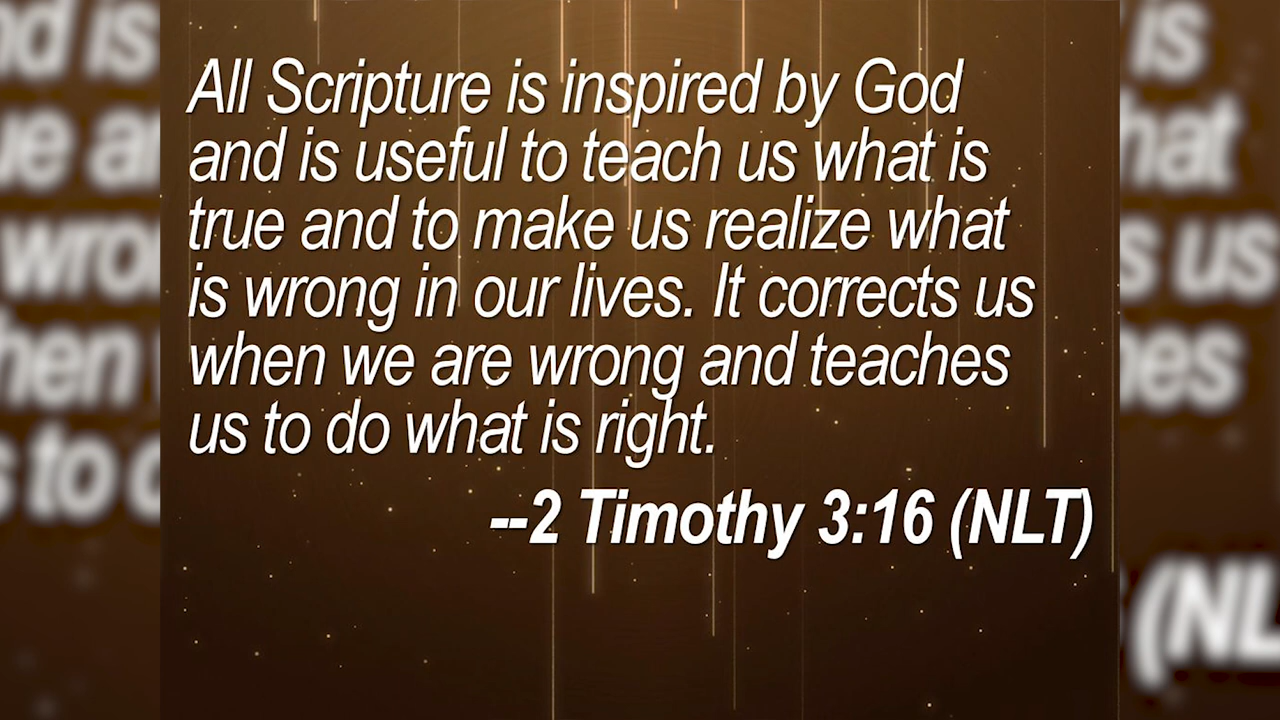 All Scripture is inspired by God
and is useful to teach us what is
true and to make us realize what
is wrong in our lives. It corrects us
when we are wrong and teaches
us to do what is right.
--2 Timothy 3:16 (NLT)